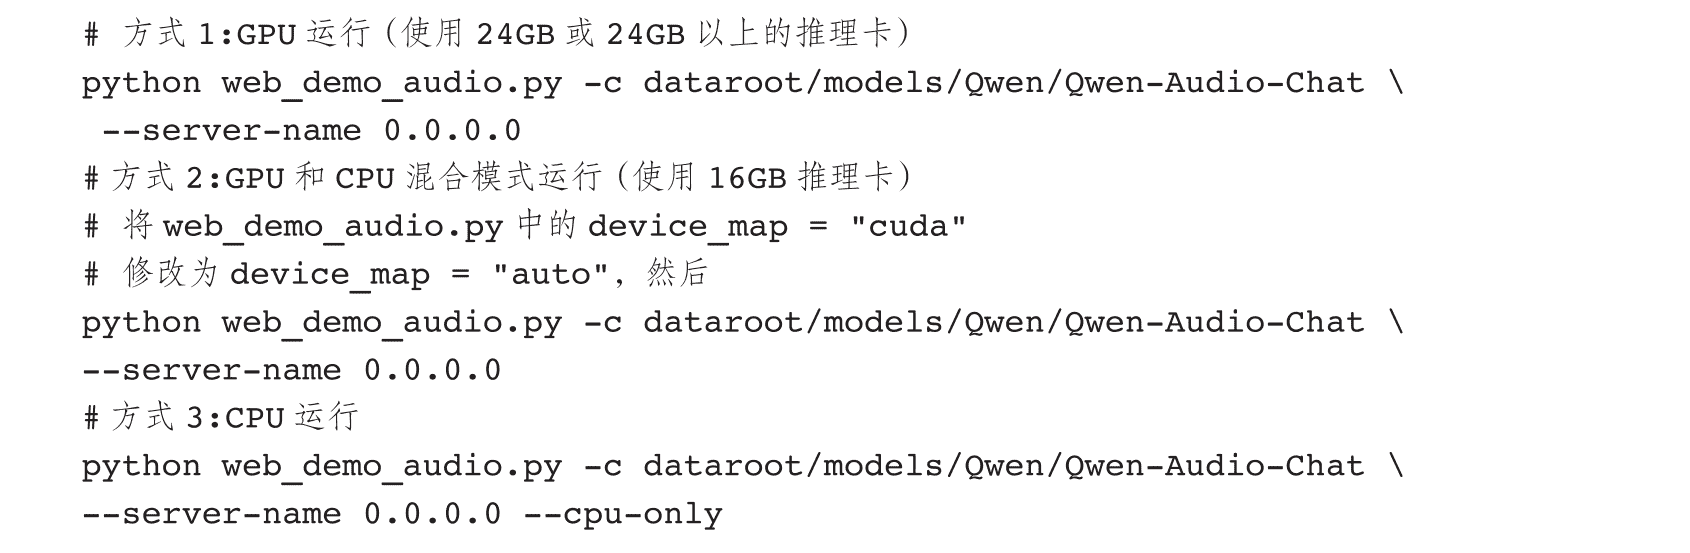 # 方式 1:GPU 运行(使用 24GB 或 24GB 以上的推理卡)
python web_demo_audio.py -c dataroot/models/Qwen/Qwen-Audio-Chat \
 --server-name 0.0.0.0
# 方式 2:GPU 和 CPU 混合模式运行(使用 16GB 推理卡)
# 将 web_demo_audio.py 中的 device_map = "cuda"
# 修改为 device_map = "auto", 然后
python web_demo_audio.py -c dataroot/models/Qwen/Qwen-Audio-Chat \
--server-name 0.0.0.0
# 方式 3:CPU 运行
python web_demo_audio.py -c dataroot/models/Qwen/Qwen-Audio-Chat \
--server-name 0.0.0.0 --cpu-only